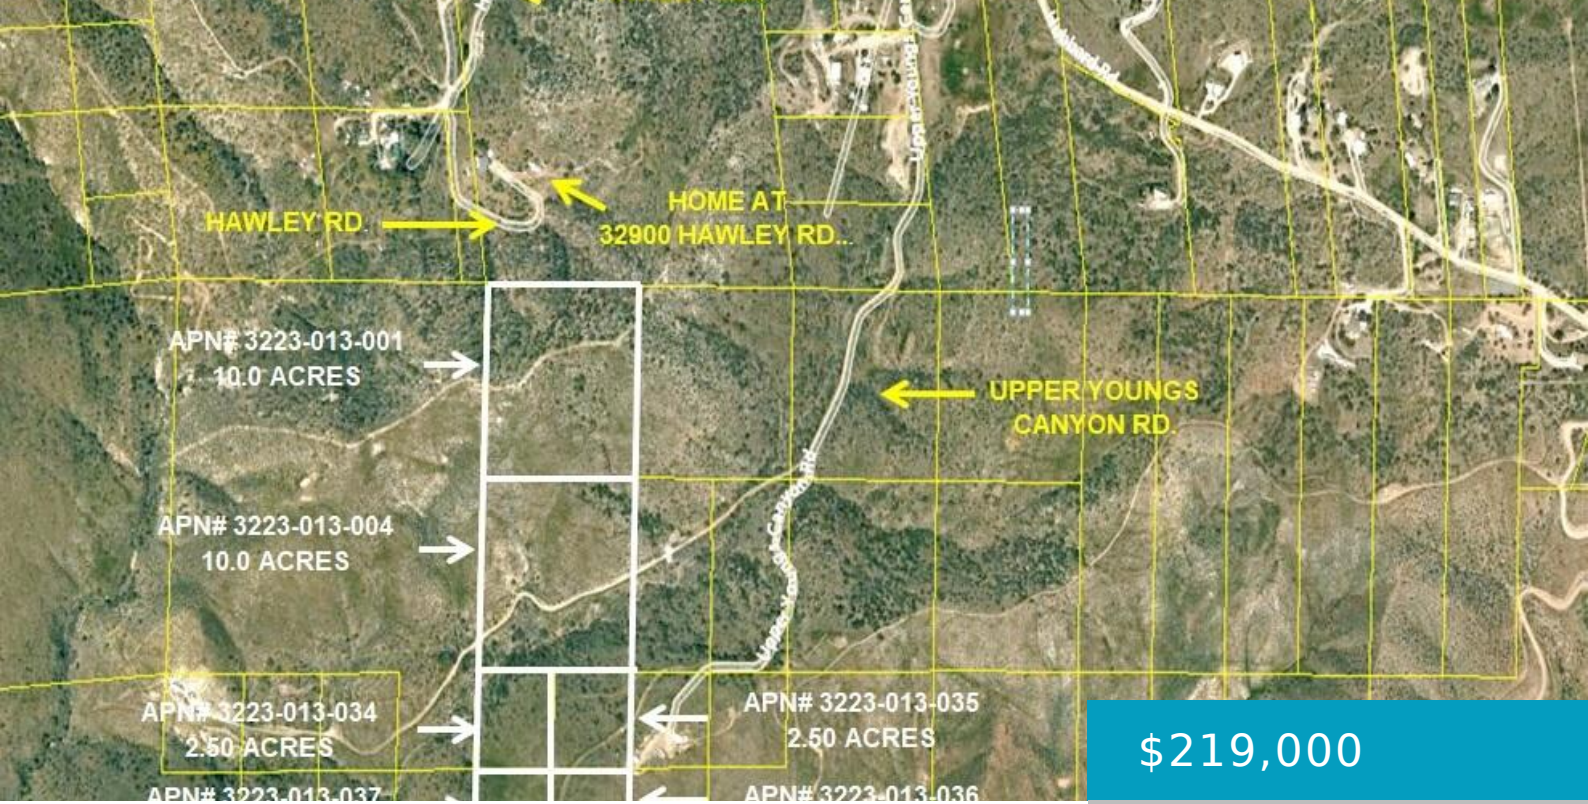 Hubbard Rd
HOME AT
32900 HAWLEY RD...
HAWLEY RD.
APN# 3223-013-001
10.0 ACRES
UPPER YOUNGS
CANYON RD.
APN# 3223-013-004
10.0 ACRES
APN# 3223-013-034
2.50 ACRES
APN# 3223-013-035
2.50 ACRES
$219,000
APN# 3223-013-037
APN# 3223-013-036